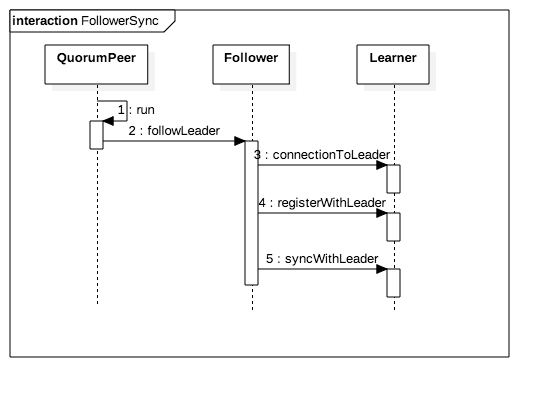 interaction FollowerSync
QuorumPeer
Follower
Learner
1 : run
2 : followLeader
3 : connectionToLeader
4 : registerWithLeader
5 : syncWithLeader